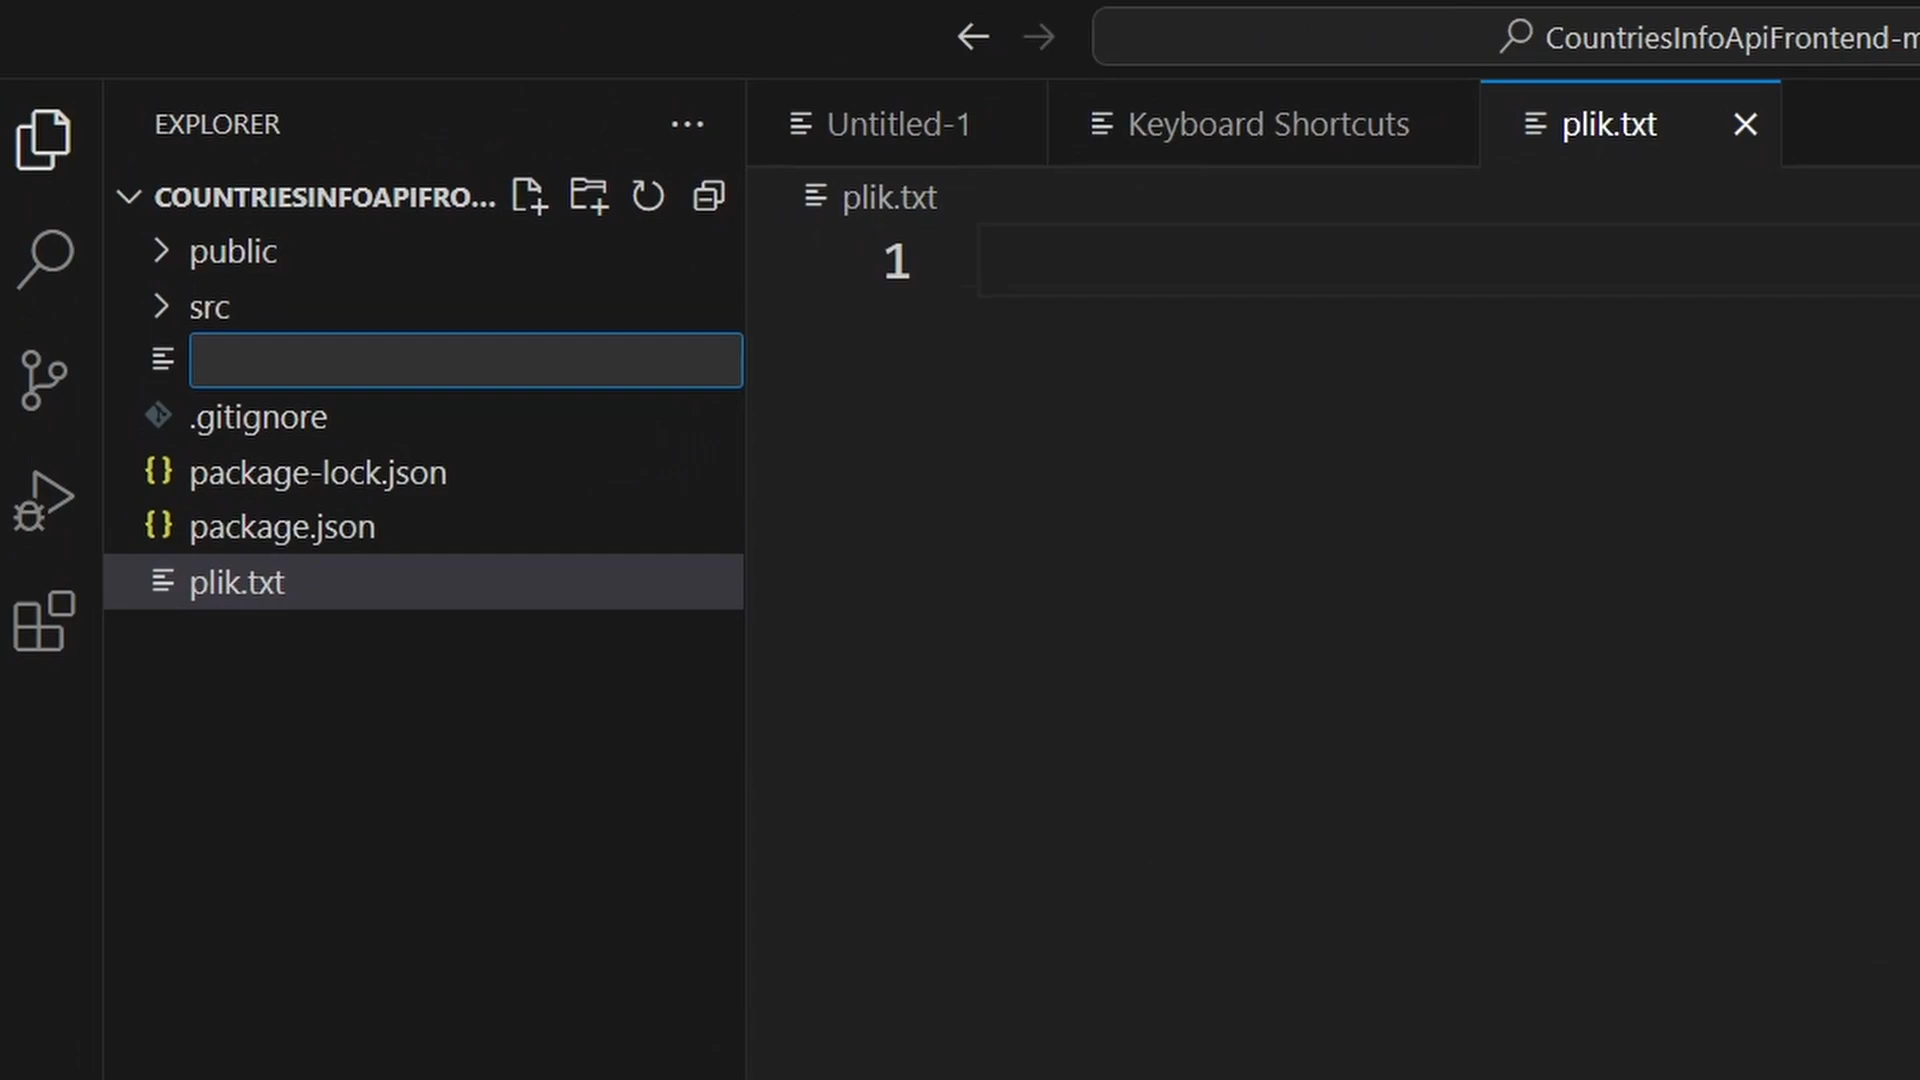 CountriesInfoApiFrontend-m
EXPLORER
Untitled-1
Keyboard Shortcuts
plik.txt
COUNTRIESINFOAPIFRO...
plik.txt
public
1
src
.gitignore
package-lock.json
package.json
plik.txt